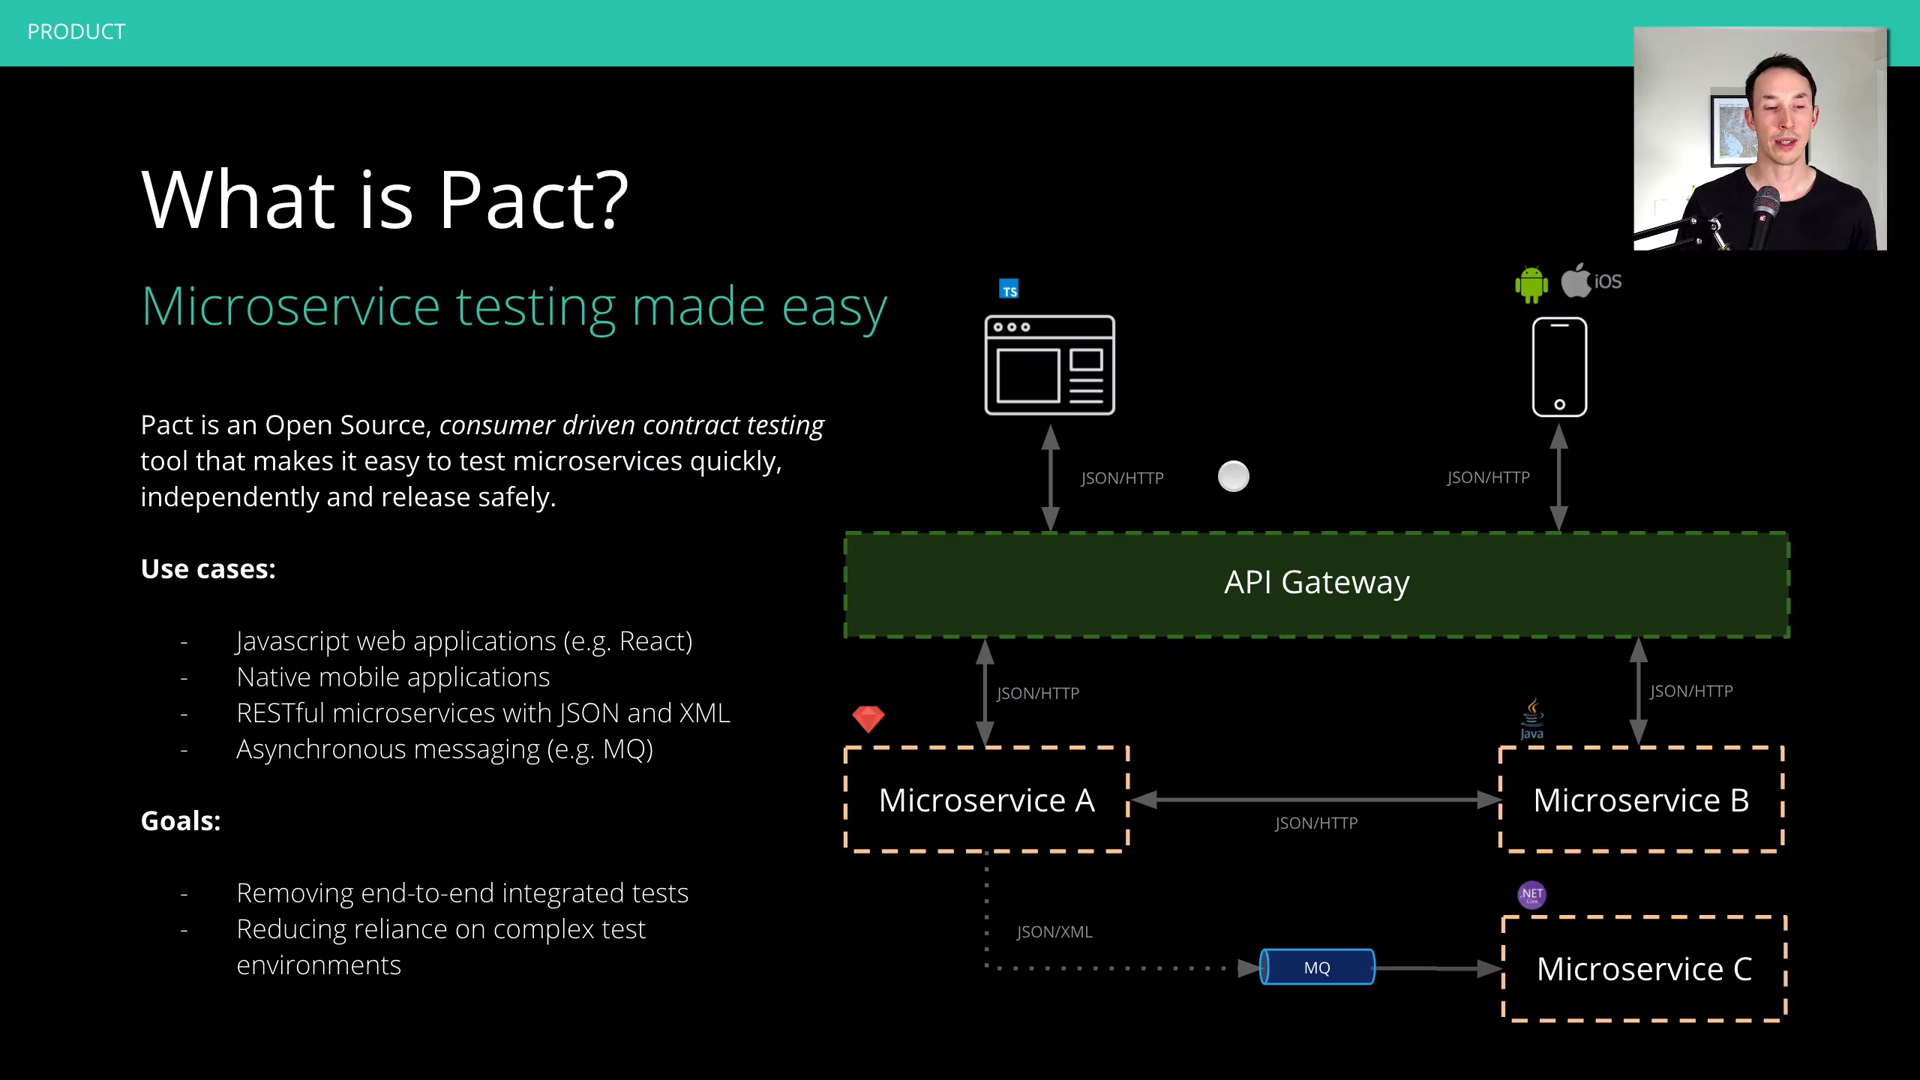 PRODUCT
What is Pact?
Microservice testing made easy
Pact is an Open Source, consumer driven contract testing
tool that makes it easy to test microservices quickly,
independently and release safely.
Use cases:
- Javascript web applications (e.g. React)
- Native mobile applications
- RESTful microservices with JSON and XML
- Asynchronous messaging (e.g. MQ)
Goals:
- Removing end-to-end integrated tests
- Reducing reliance on complex test
environments
TS
iOS
JSON/HTTP
JSON/HTTP
API Gateway
JSON/HTTP
JSON/HTTP
Java
Microservice A
Microservice B
JSON/HTTP
.NET
Core
JSON/XML
MQ
Microservice C